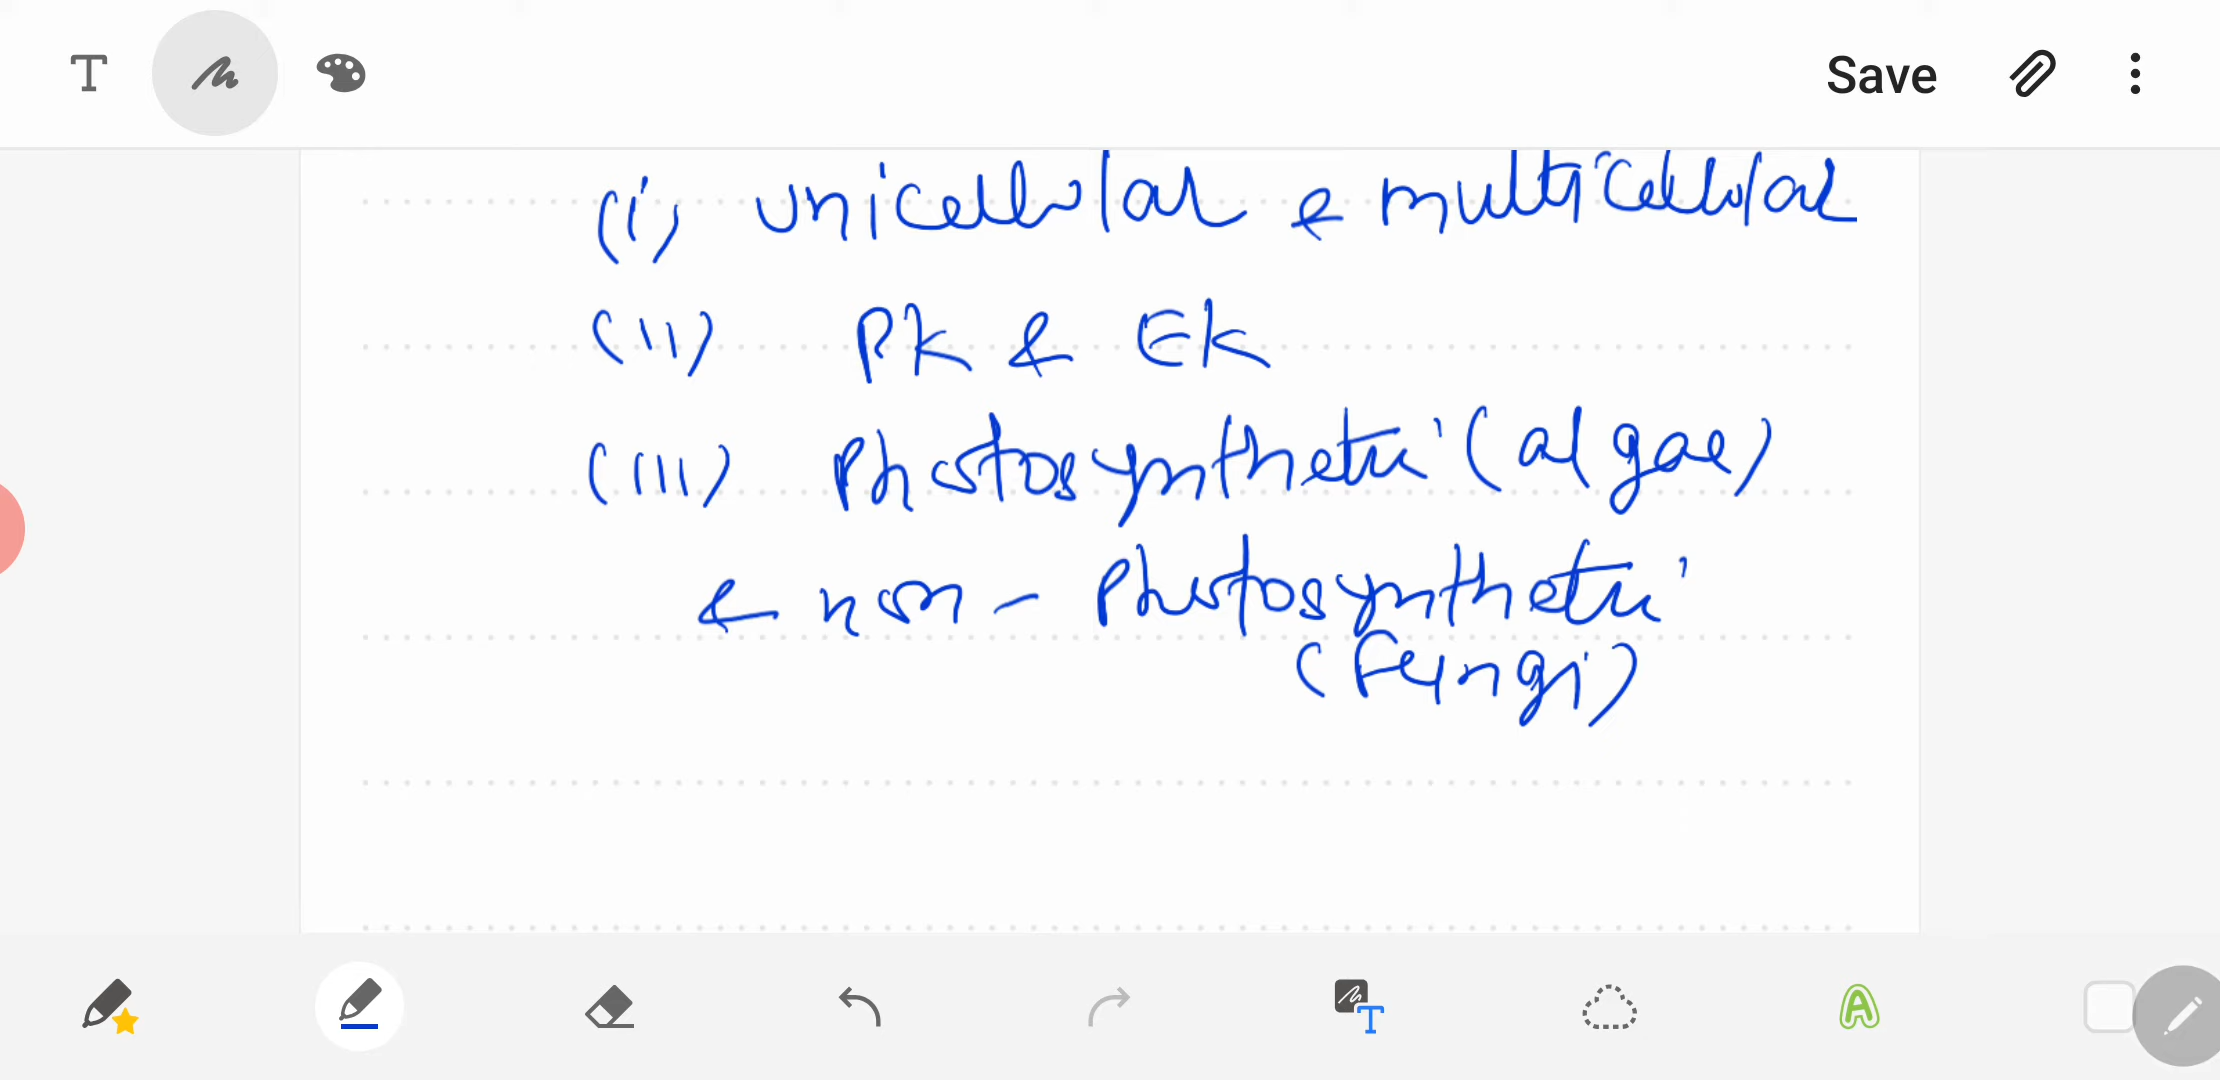 T Save
(i) unicellular & multicellular
(ii) PK & EK
(iii) Photosynthetic (algae)
& non - Photosynthetic
(Fungi)
T A